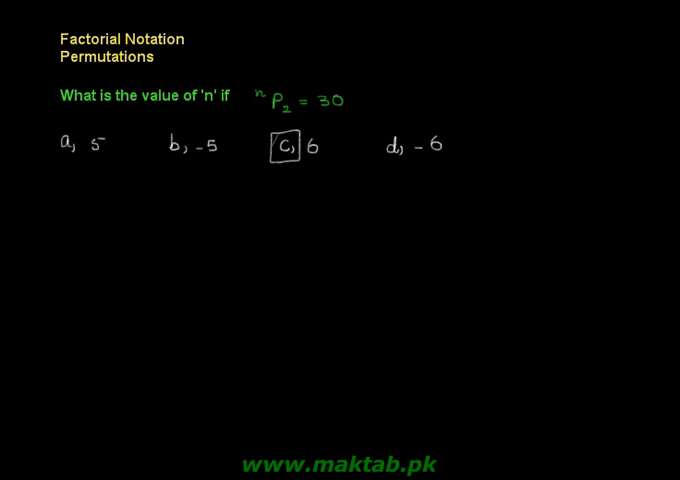 Factorial Notation
Permutations
What is the value of 'n' if ⁿP₂ = 30
a, 5 b, -5 c, 6 d, - 6
www.maktab.pk